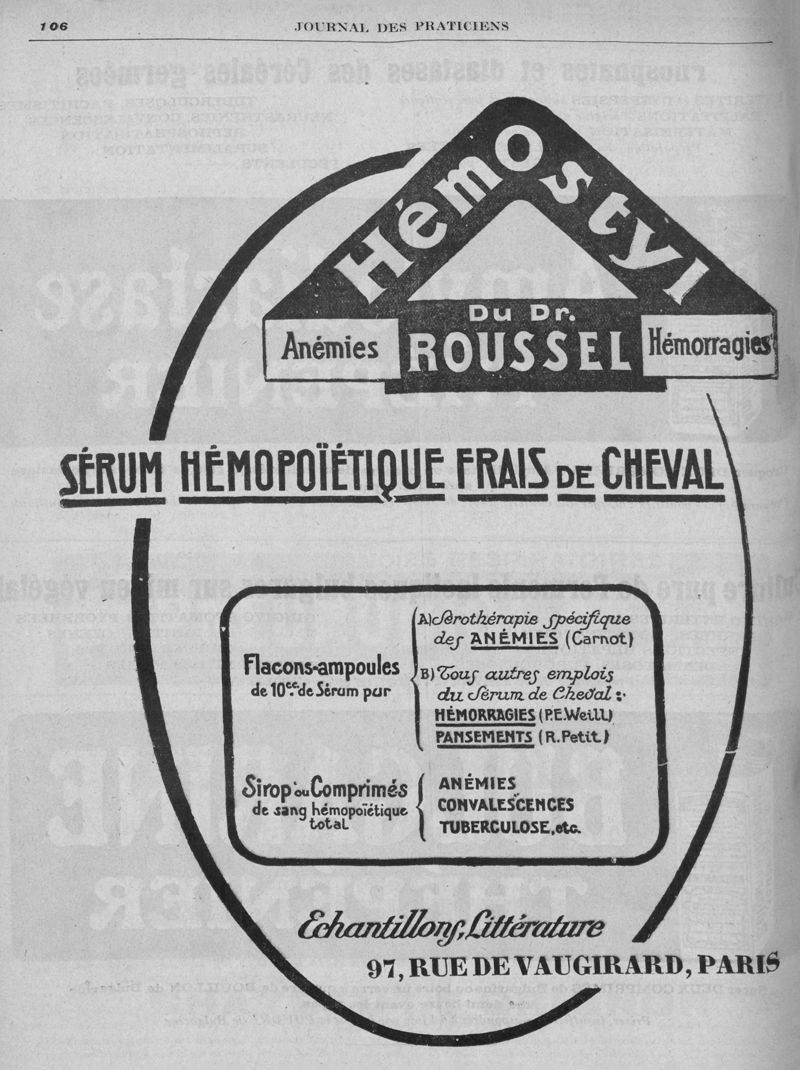 106
JOURNAL DES PRATICIENS
HémOstyl
Du Dr.
Anémies
ROUSSEL
Hémorragies
SÉRUM HÉMOPOÏÉTIQUE FRAIS DE CHEVAL
Flacons-ampoules
de 10cc. de Sérum pur
A) Sérothérapie spécifique
des ANÉMIES (Carnot)
B) Tous autres emplois
du Sérum de Cheval :
HÉMORRAGIES (P.E.Weill)
PANSEMENTS (R.Petit)
Sirop ou Comprimés
de sang hémopoïétique
total
ANÉMIES
CONVALESCENCES
TUBERCULOSE, etc.
Echantillons, Littérature
97, RUE DE VAUGIRARD, PARIS